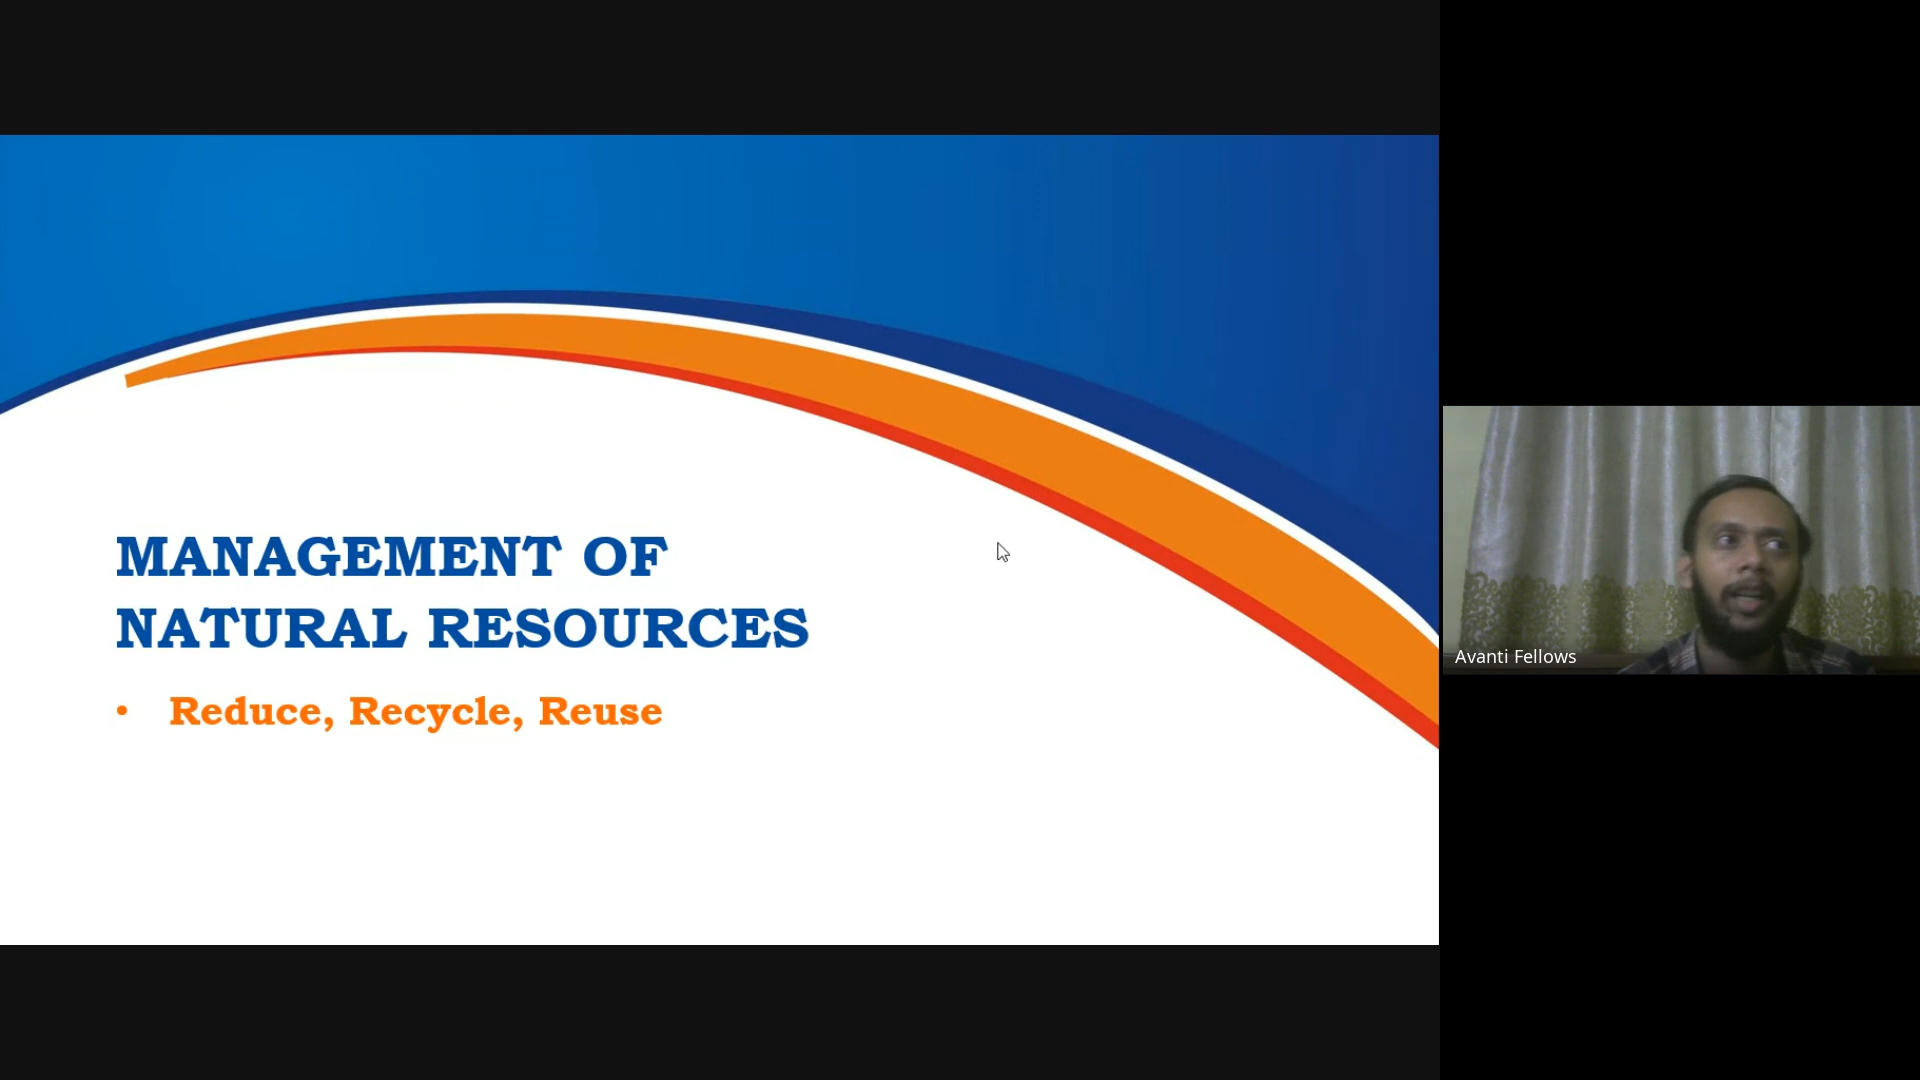 MANAGEMENT OF
NATURAL RESOURCES
• Reduce, Recycle, Reuse
Avanti Fellows